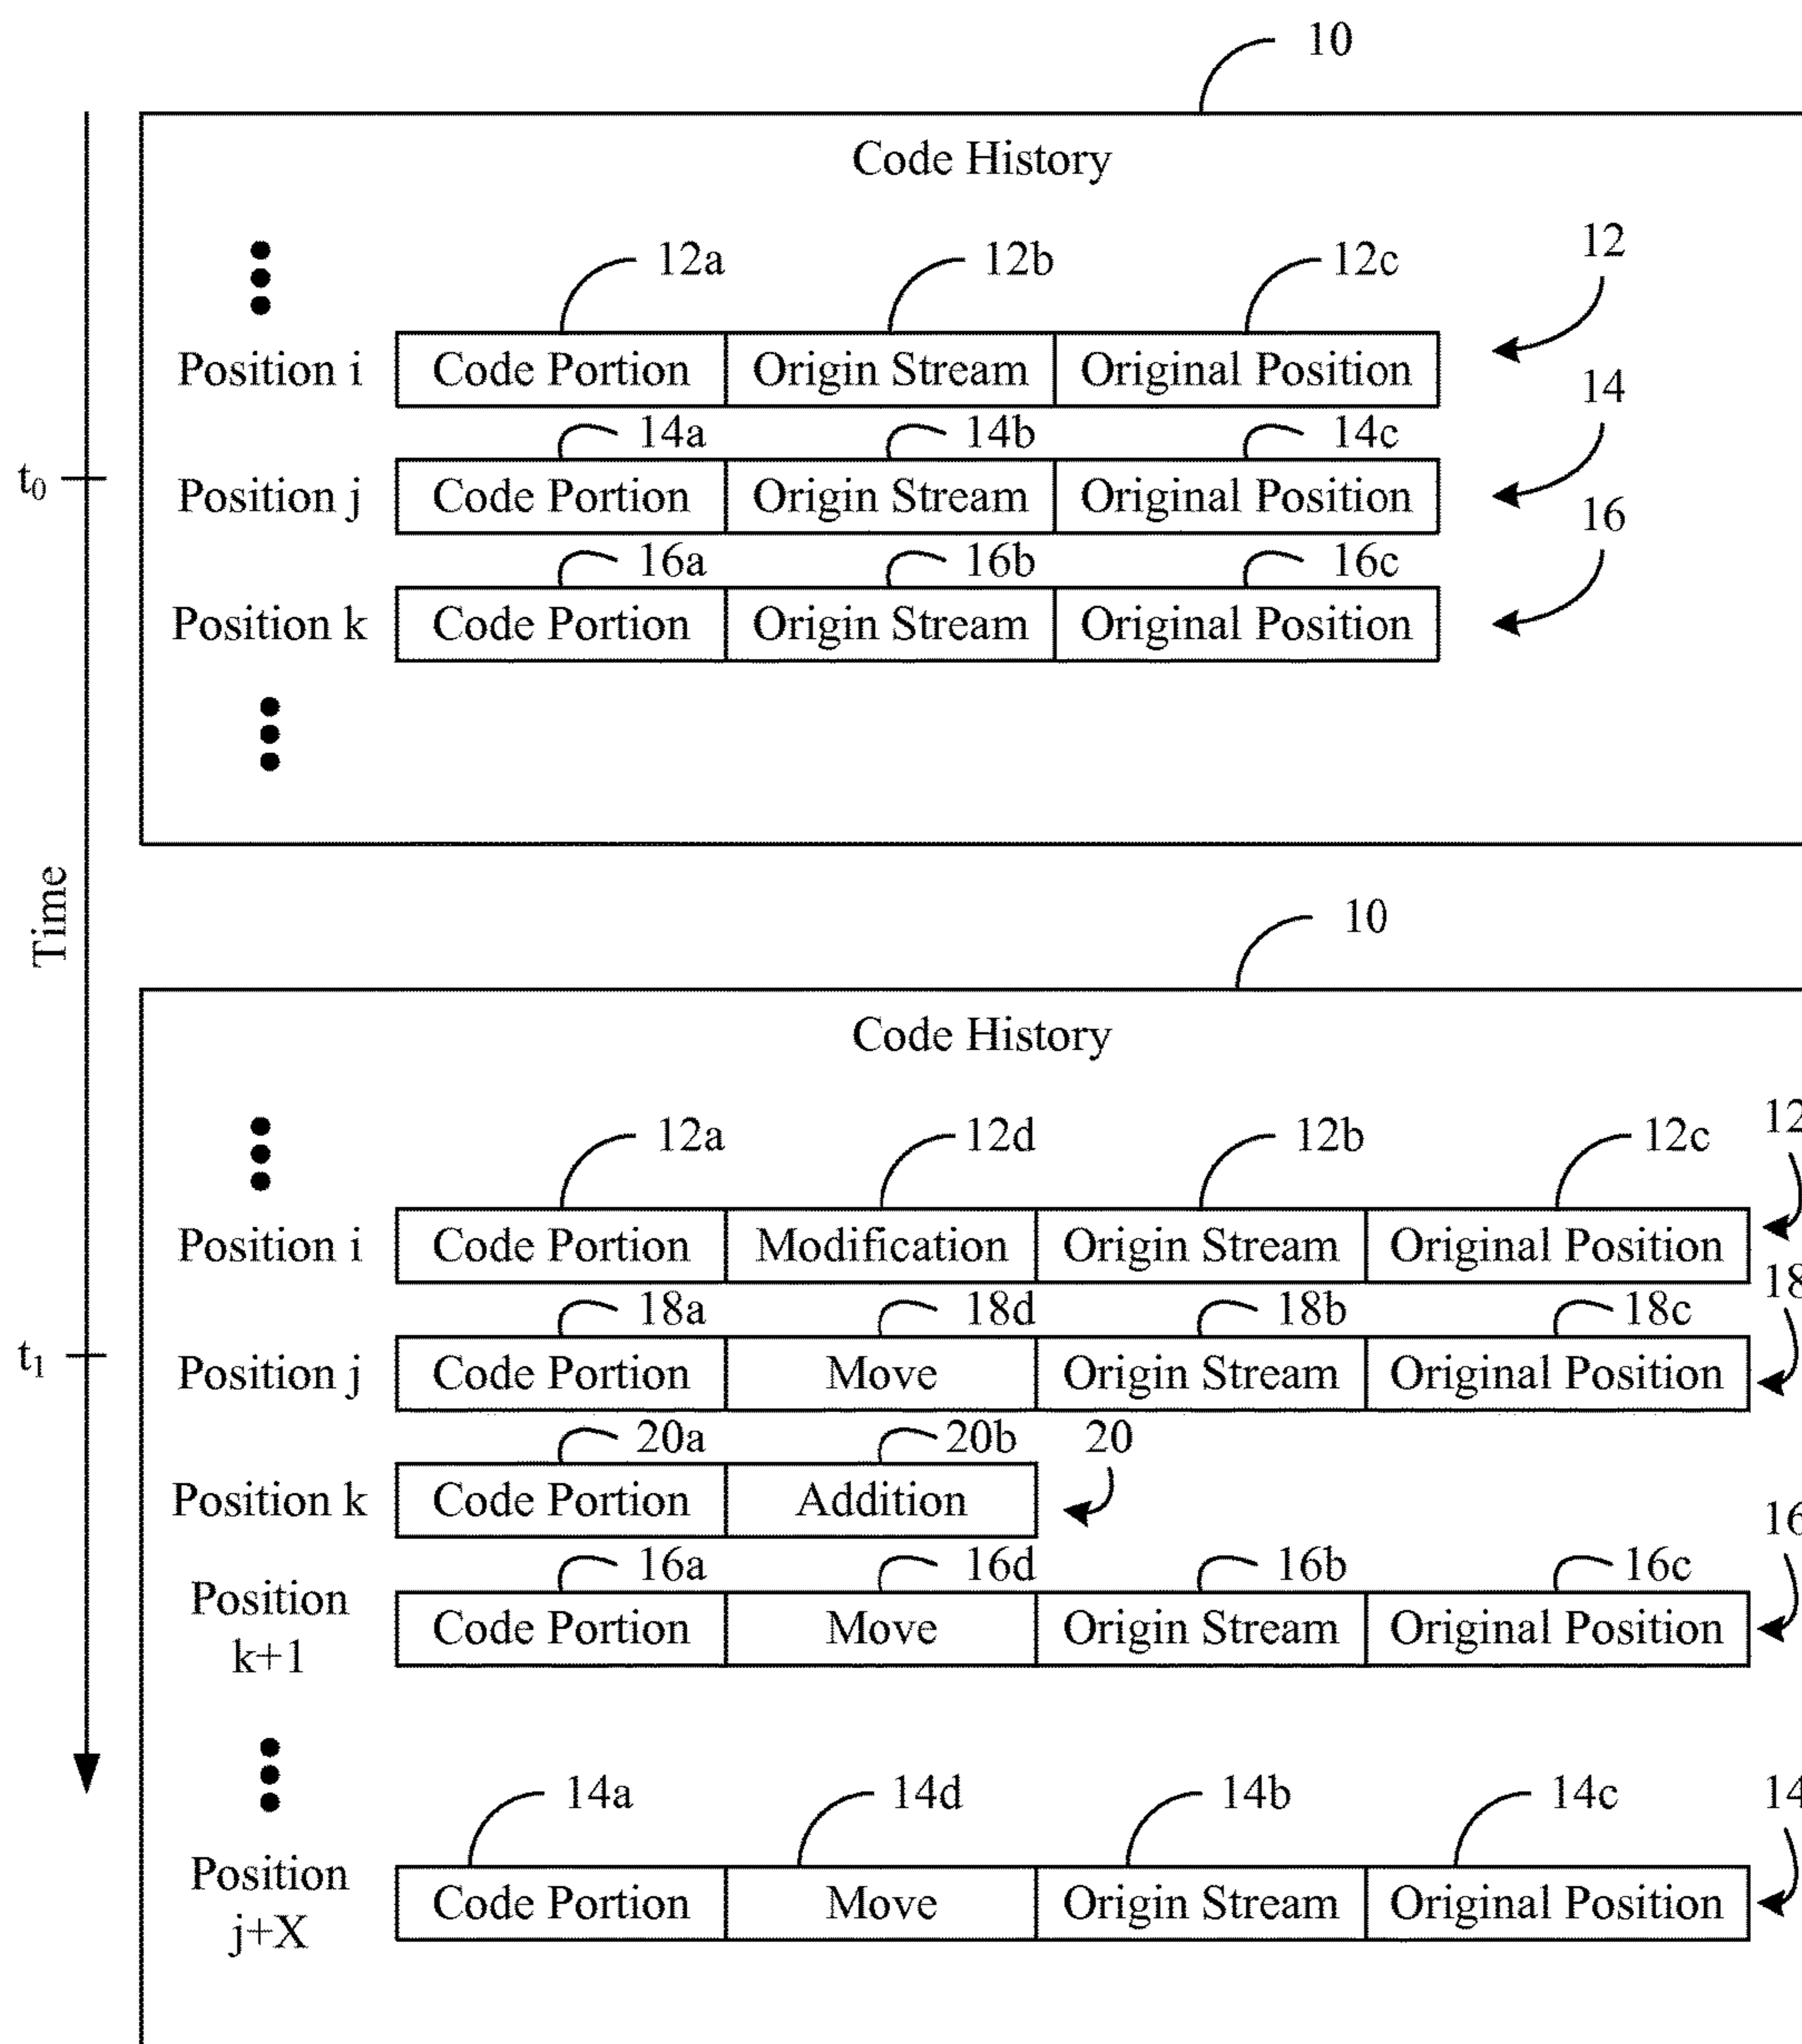 10
Code History
12a 12b 12c 12
Position i Code Portion Origin Stream Original Position
14
14a 14b 14c
t0 Position j Code Portion Origin Stream Original Position
16
16a 16b 16c
Position k Code Portion Origin Stream Original Position
Time
10
Code History
12a 12d 12b 12c 12
Position i Code Portion Modification Origin Stream Original Position
18
18a 18d 18b 18c
t1 Position j Code Portion Move Origin Stream Original Position
20a 20b 20
Position k Code Portion Addition
16
16a 16d 16b 16c
Position
k+1
Code Portion Move Origin Stream Original Position
14a 14d 14b 14c 14
Position
j+X
Code Portion Move Origin Stream Original Position